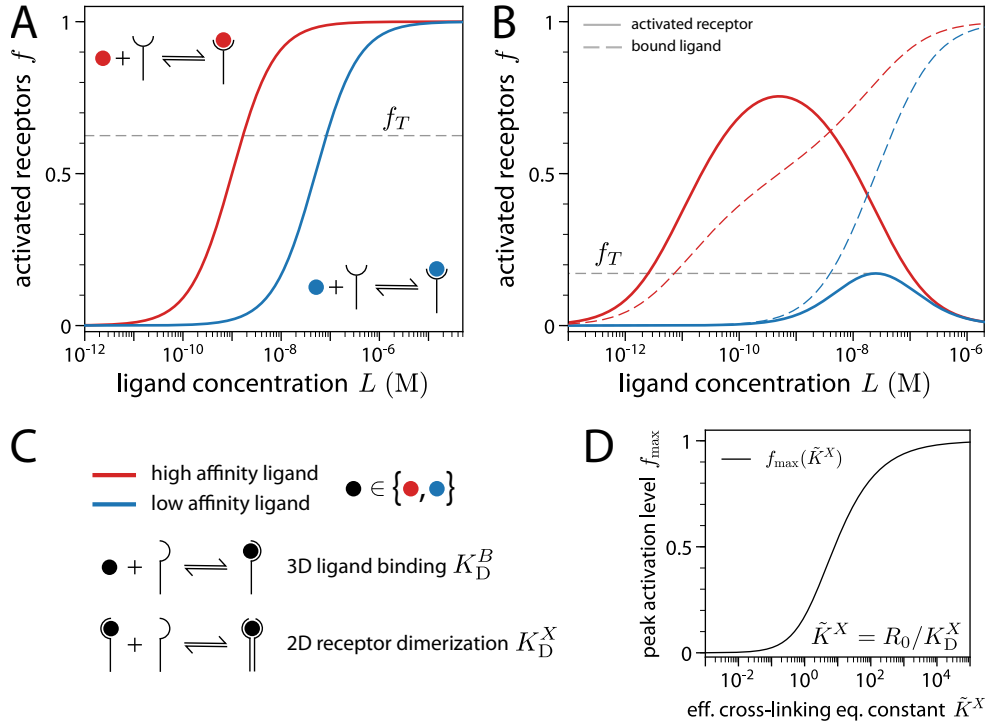 A
activated receptors f
1
0.5
0
+
f_T
+
10^{-12}
10^{-10}
10^{-8}
10^{-6}
ligand concentration L (M)
B
activated receptors f
1
0.5
0
activated receptor
bound ligand
f_T
10^{-12}
10^{-10}
10^{-8}
10^{-6}
ligand concentration L (M)
C
high affinity ligand
low affinity ligand
∈ { , }
+
3D ligand binding K_D^B
+
2D receptor dimerization K_D^X
D
peak activation level f_max
1
0.5
0
f_max(K̃^X)
K̃^X = R_0/K_D^X
10^{-2}
10^0
10^2
10^4
eff. cross-linking eq. constant K̃^X